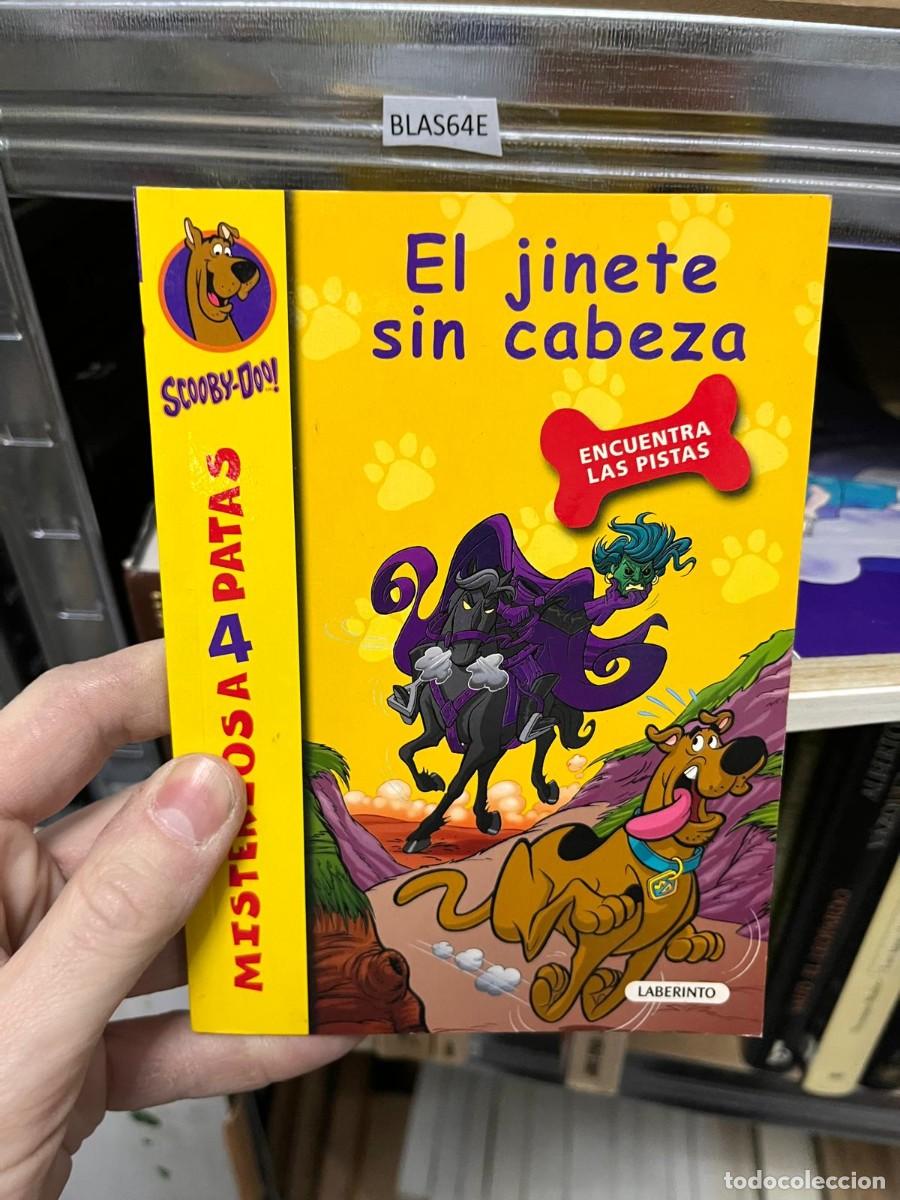 BLAS64E
El jinete
sin cabeza
SCOOBY-DOO!
ENCUENTRA
LAS PISTAS
MISTERIOS A 4 PATAS
LABERINTO
todocoleccion